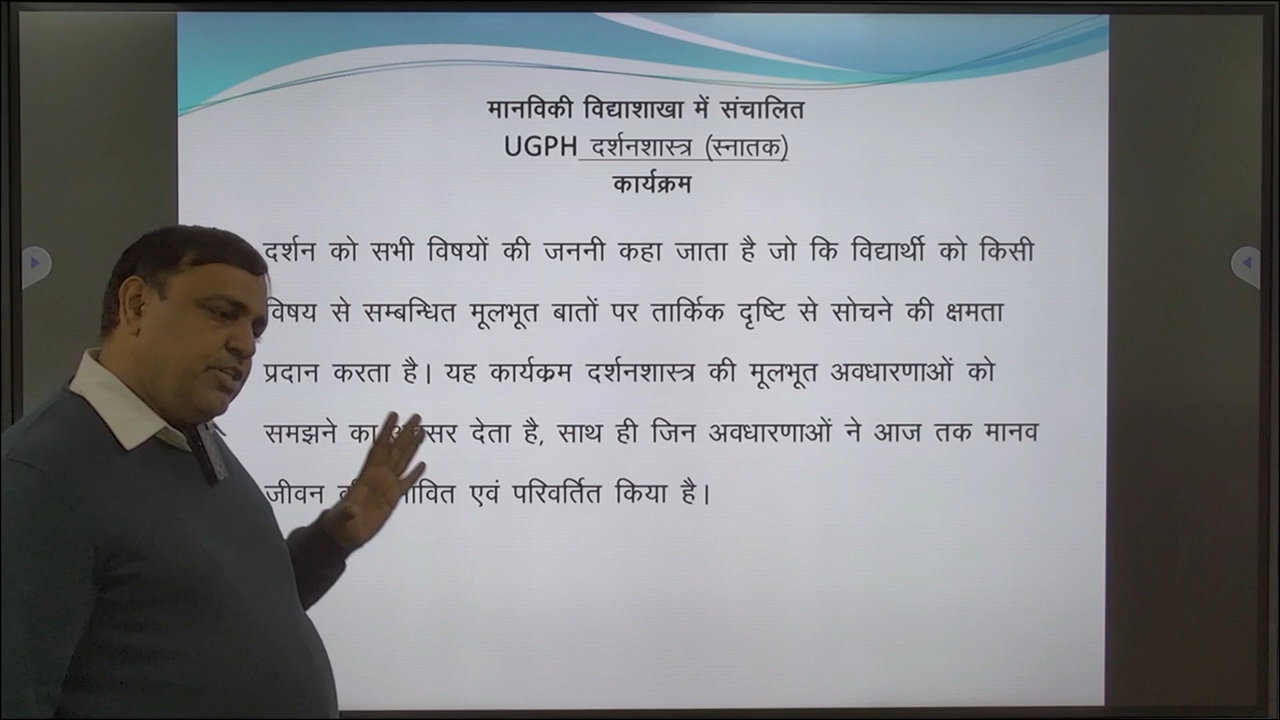 मानविकी विद्याशाखा में संचालित
UGPH दर्शनशास्त्र (स्नातक)
कार्यक्रम
दर्शन को सभी विषयों की जननी कहा जाता है जो कि विद्यार्थी को किसी
विषय से सम्बन्धित मूलभूत बातों पर तार्किक दृष्टि से सोचने की क्षमता
प्रदान करता है। यह कार्यक्रम दर्शनशास्त्र की मूलभूत अवधारणाओं को
समझने का देता है, साथ ही जिन अवधारणाओं ने आज तक मानव
जीवन एवं परिवर्तित किया है।